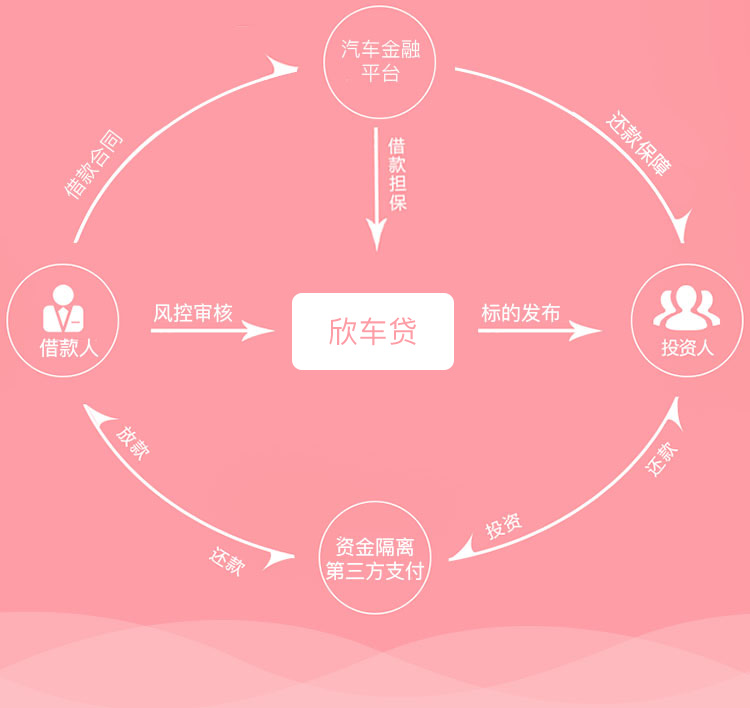 汽车金融
平台
借款合同
还款保障
借款担保
借款人
风控审核
欣车贷
标的发布
投资人
放款
还款
还款
投资
资金隔离
第三方支付